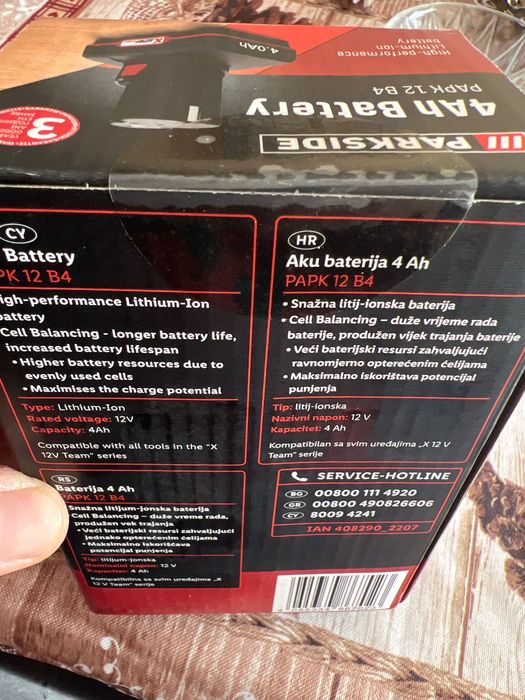 4.0Ah
High-performance
Lithium-Ion
battery
PAPK 12 B4
4Ah Battery
PARKSIDE
3
CY
Battery
PK 12 B4
igh-performance Lithium-Ion
battery
Cell Balancing - longer battery life,
increased battery lifespan
• Higher battery resources due to
evenly used cells
• Maximises the charge potential
Type: Lithium-Ion
Rated voltage: 12V
Capacity: 4Ah
Compatible with all tools in the "X
12V Team" series
HR
Aku baterija 4 Ah
PAPK 12 B4
• Snažna litij-ionska baterija
• Cell Balancing – duže vrijeme rada
baterije, produžen vijek trajanja baterije
• Veći baterijski resursi zahvaljujući
ravnomjerno opterećenim ćelijama
• Maksimalno iskorištava potencijal
punjenja
Tip: litij-ionska
Nazivni napon: 12 V
Kapacitet: 4 Ah
Kompatibilan sa svim uređajima „X 12 V
Team" serije
RS
Baterija 4 Ah
PAPK 12 B4
Snažna litijum-jonska baterija
Cell Balancing – duže vreme rada,
produžen vek trajanja
• Veći baterijski resursi zahvaljujući
jednako opterećenim ćelijama
• Maksimalno iskorišćava
potencijal punjenja
Tip: litijum-jonska
Nominalni napon: 12 V
Kapacitet: 4 Ah
Kompatibilna sa svim uređajima „X
12 V Team" serije
SERVICE-HOTLINE
BG 00800 111 4920
GR 00800 490826606
CY 8009 4241
IAN 408290_2207